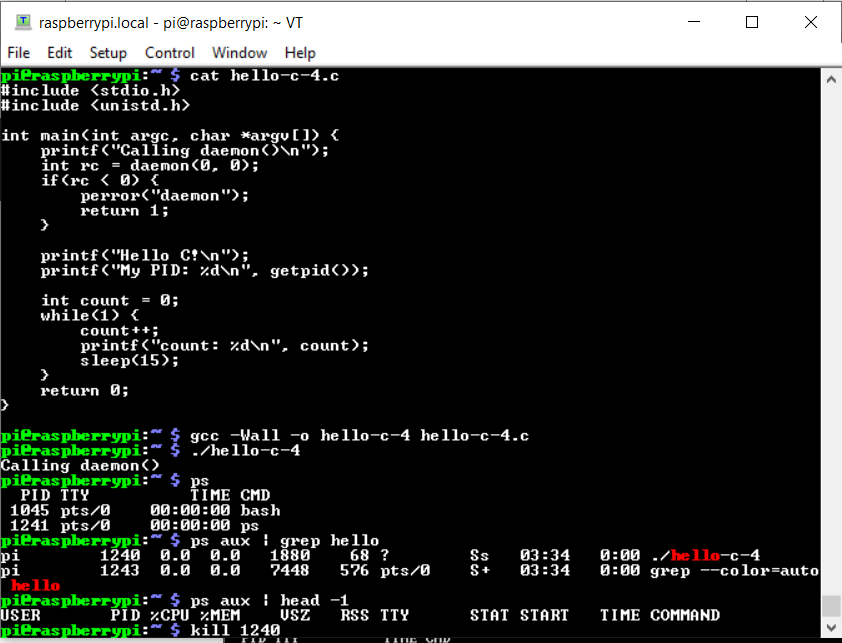 raspberrypi.local - pi@raspberrypi: ~ VT
File Edit Setup Control Window Help
pi@raspberrypi:~ $ cat hello-c-4.c
#include <stdio.h>
#include <unistd.h>
int main(int argc, char *argv[]) {
    printf("Calling daemon()\n");
    int rc = daemon(0, 0);
    if(rc < 0) {
        perror("daemon");
        return 1;
    }
    printf("Hello C!\n");
    printf("My PID: %d\n", getpid());
    int count = 0;
    while(1) {
        count++;
        printf("count: %d\n", count);
        sleep(15);
    }
    return 0;
}
pi@raspberrypi:~ $ gcc -Wall -o hello-c-4 hello-c-4.c
pi@raspberrypi:~ $ ./hello-c-4
Calling daemon()
pi@raspberrypi:~ $ ps
  PID TTY          TIME CMD
 1045 pts/0    00:00:00 bash
 1241 pts/0    00:00:00 ps
pi@raspberrypi:~ $ ps aux | grep hello
pi        1240  0.0  0.0   1880    68 ?        Ss   03:34   0:00 ./hello-c-4
pi        1243  0.0  0.0   7448   576 pts/0    S+   03:34   0:00 grep --color=auto
 hello
pi@raspberrypi:~ $ ps aux | head -1
USER       PID %CPU %MEM    VSZ   RSS TTY      STAT START   TIME COMMAND
pi@raspberrypi:~ $ kill 1240